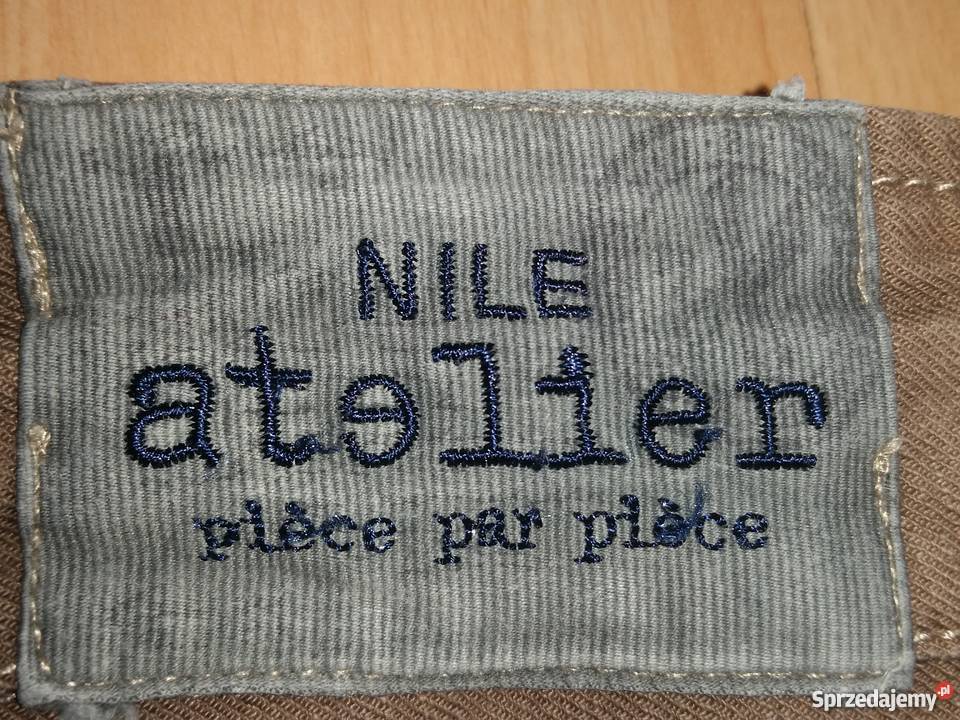 NILE
atelier
pièce par pièce
Sprzedajemy.pl